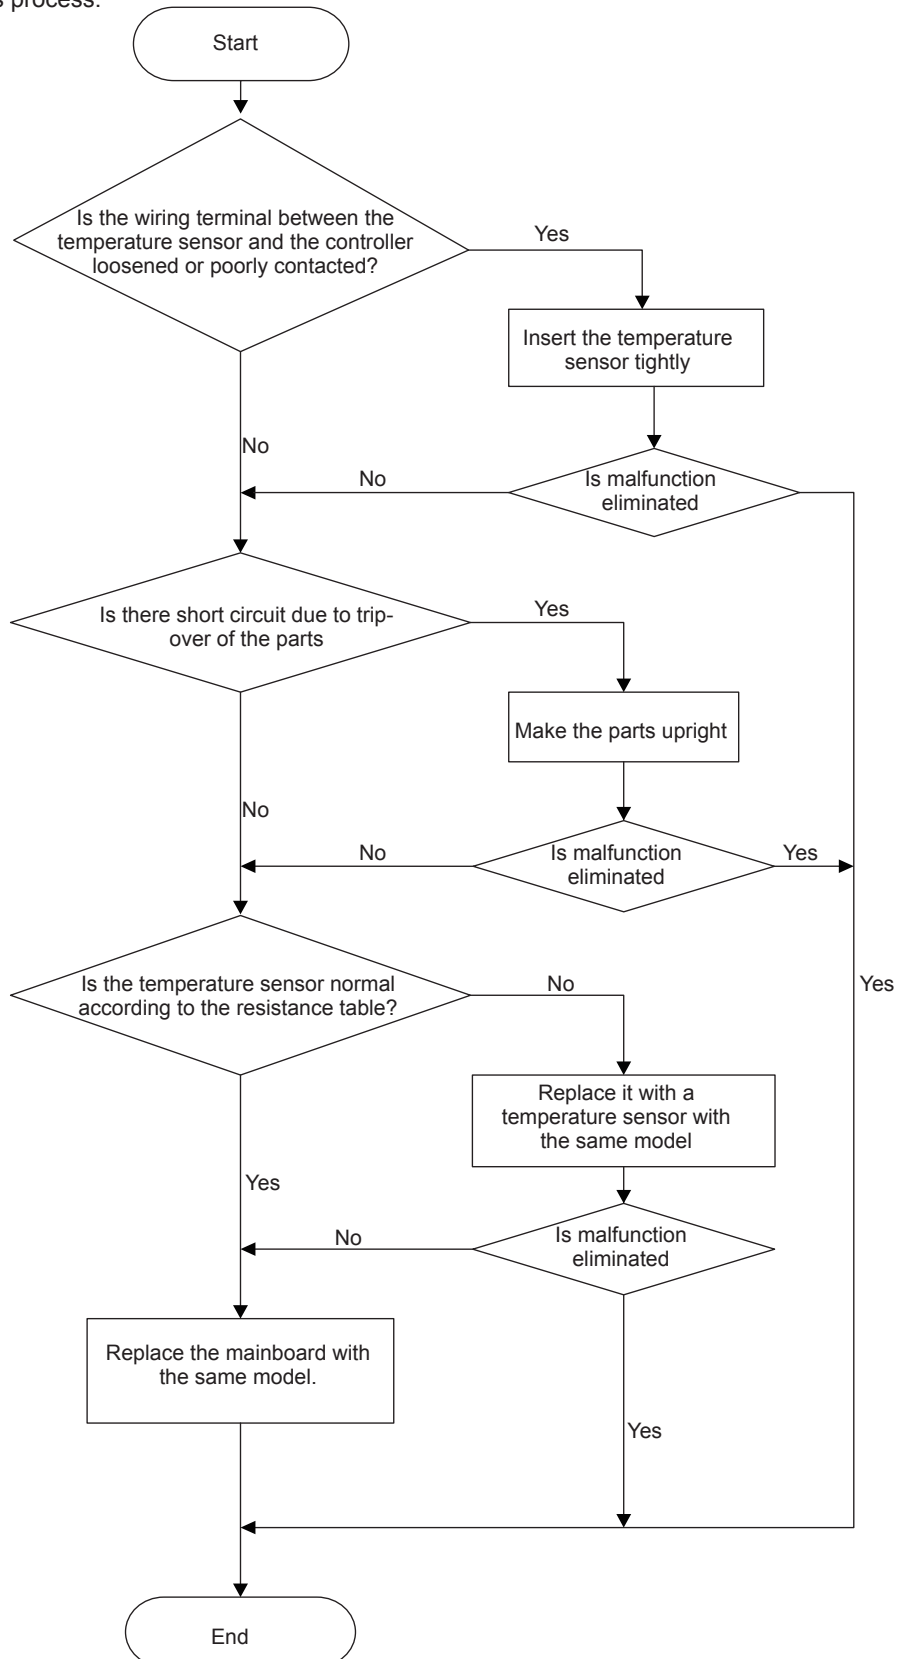 process.
Start
Is the wiring terminal between the
temperature sensor and the controller
loosened or poorly contacted?
Yes
Insert the temperature
sensor tightly
No
No
Is malfunction
eliminated
Is there short circuit due to trip-
over of the parts
Yes
Make the parts upright
No
No
Is malfunction
eliminated
Yes
Is the temperature sensor normal
according to the resistance table?
No
Yes
Replace it with a
temperature sensor with
the same model
Yes
No
Is malfunction
eliminated
Replace the mainboard with
the same model.
Yes
End